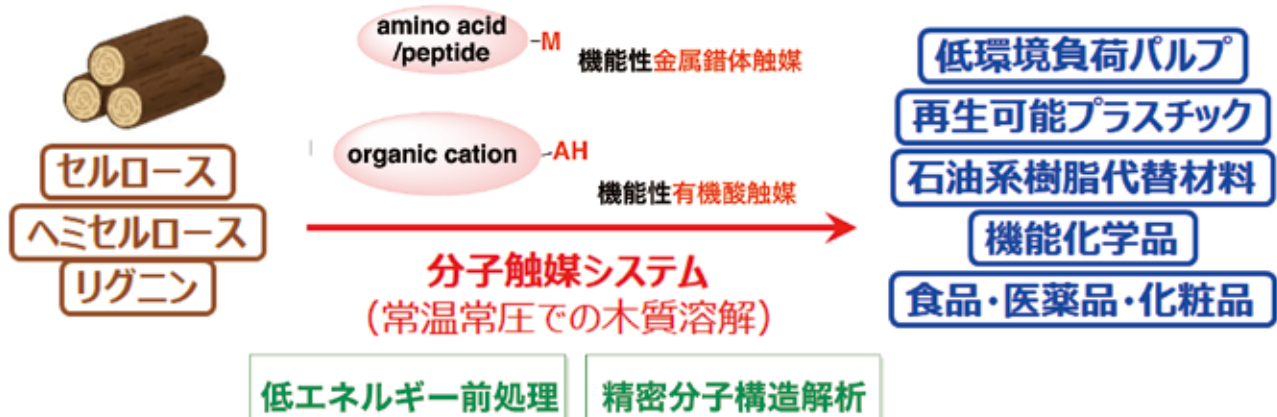 amino acid
/peptide
-M
機能性金属錯体触媒
organic cation
-AH
機能性有機酸触媒
セルロース
ヘミセルロース
リグニン
分子触媒システム
(常温常圧での木質溶解)
低エネルギー前処理
精密分子構造解析
低環境負荷パルプ
再生可能プラスチック
石油系樹脂代替材料
機能化学品
食品・医薬品・化粧品